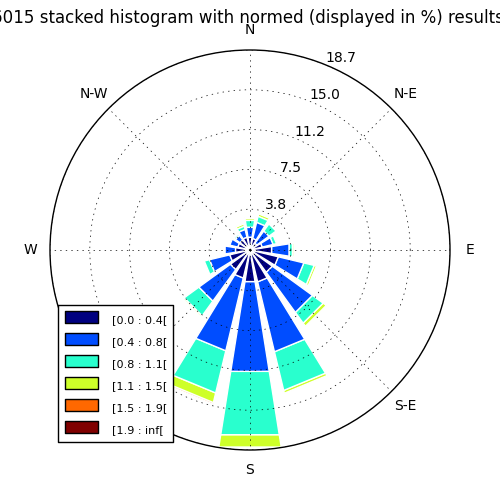 5015 stacked histogram with normed (displayed in %) results
N
18.7
N-W
15.0
N-E
11.2
7.5
3.8
W
E
[0.0 : 0.4[
[0.4 : 0.8[
[0.8 : 1.1[
[1.1 : 1.5[
[1.5 : 1.9[
[1.9 : inf[
S-E
S